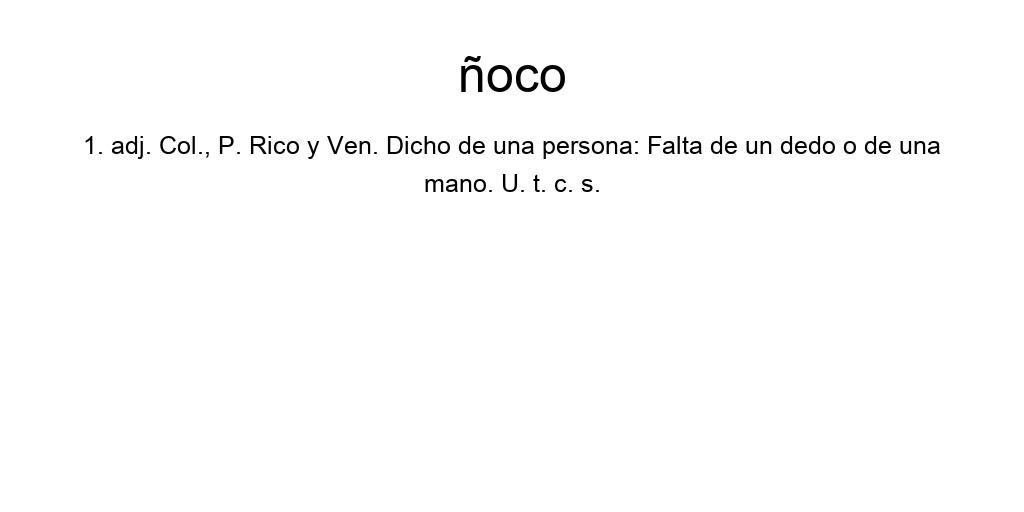 ñoco
1. adj. Col., P. Rico y Ven. Dicho de una persona: Falta de un dedo o de una
mano. U. t. c. s.